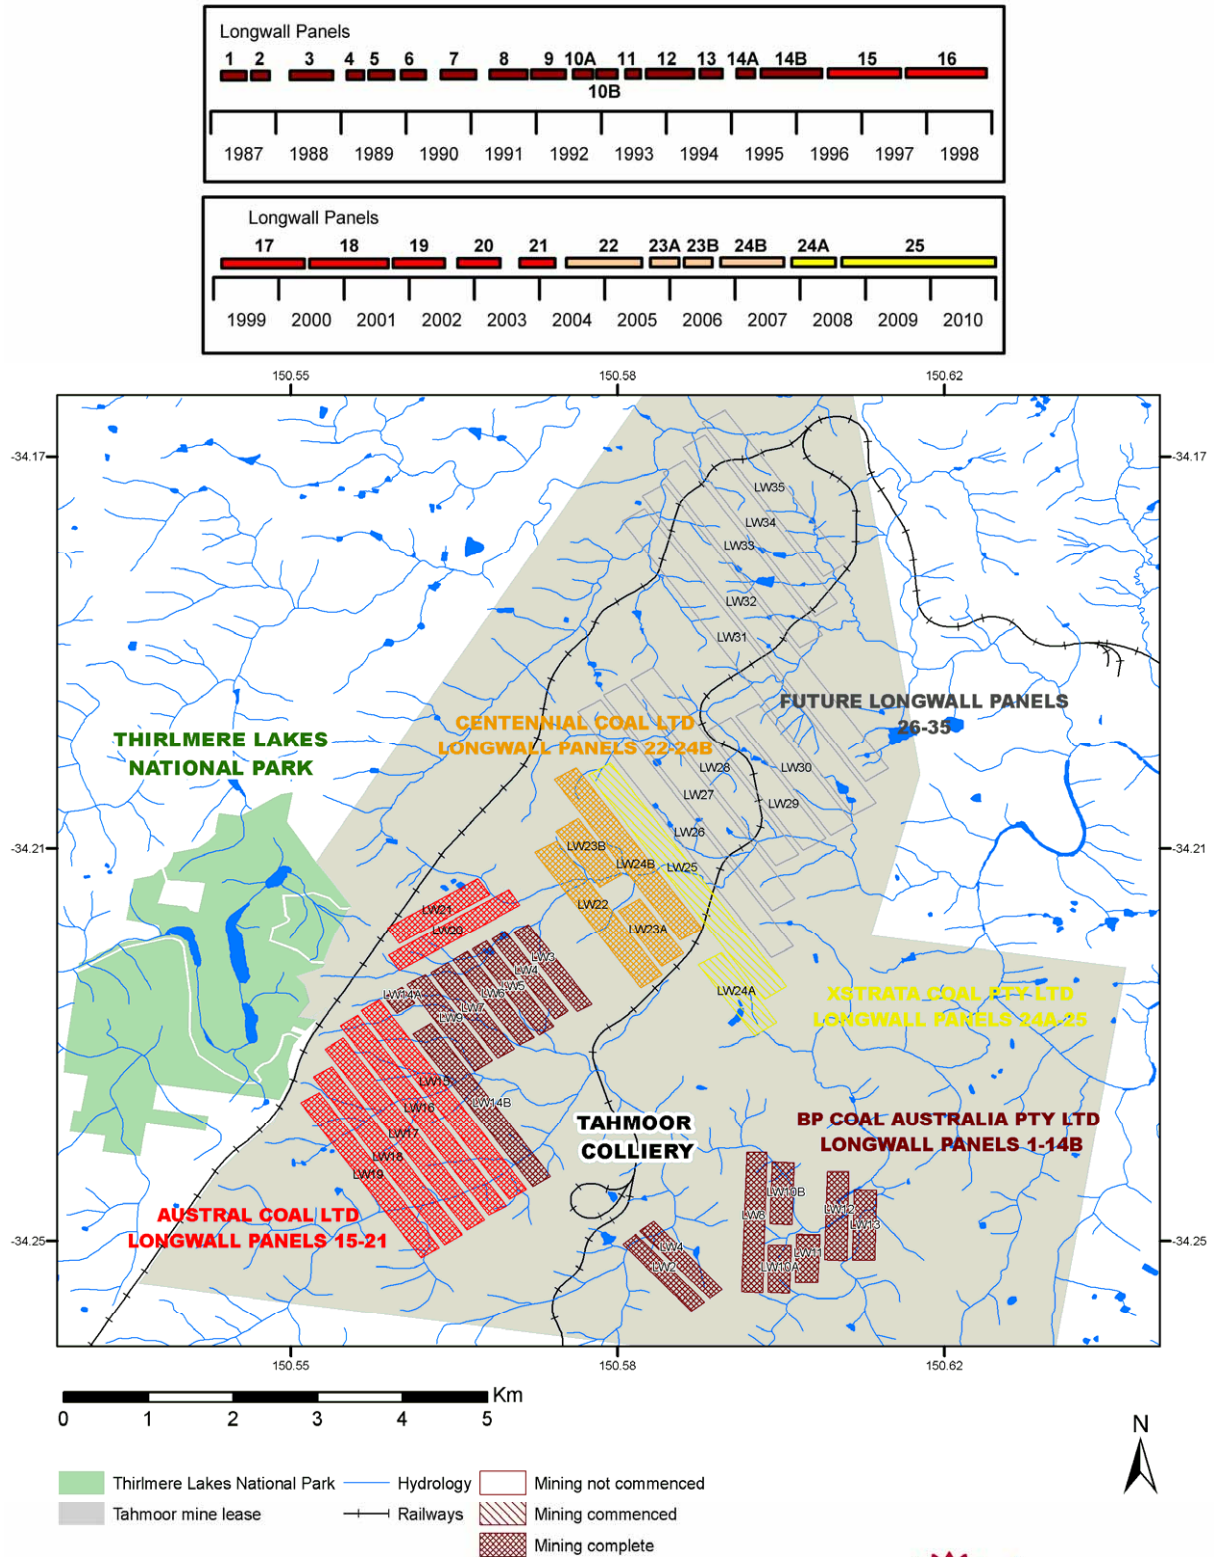 Longwall Panels
1 2 3 4 5 6 7 8 9 10A 11 12 13 14A 14B 15 16
10B
1987 1988 1989 1990 1991 1992 1993 1994 1995 1996 1997 1998
Longwall Panels
17 18 19 20 21 22 23A 23B 24B 24A 25
1999 2000 2001 2002 2003 2004 2005 2006 2007 2008 2009 2010
150.55 150.58 150.62
-34.17 -34.17
LW35
LW34
LW33
LW32
LW31
FUTURE LONGWALL PANELS
26-35
CENTENNIAL COAL LTD
LONGWALL PANELS 22-24B
THIRLMERE LAKES
NATIONAL PARK
LW28 LW30
LW27 LW29
LW26
-34.21 -34.21
LW23B
LW24B LW25
LW22
LW21
LW20 LW23A
LW3
LW4
LW5
LW6
LW14A
LW7
LW9
LW24A
XSTRATA COAL PTY LTD
LONGWALL PANELS 24A-25
LW15
LW14B
LW16
LW17
LW18
LW19
TAHMOOR
COLLIERY
BP COAL AUSTRALIA PTY LTD
LONGWALL PANELS 1-14B
LW10B
LW8 LW12
LW13
AUSTRAL COAL LTD
LONGWALL PANELS 15-21
-34.25 -34.25
LW4
LW2
LW11
LW10A
150.55 150.58 150.62
Km
0 1 2 3 4 5
N
Thirlmere Lakes National Park Hydrology Mining not commenced
Tahmoor mine lease Railways Mining commenced
Mining complete